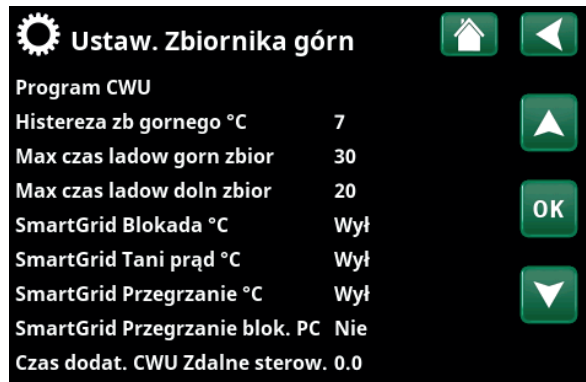 Ustaw. Zbiornika górn
Program CWU
Histereza zb gornego °C 7
Max czas ladow gorn zbior 30
Max czas ladow doln zbior 20
SmartGrid Blokada °C Wył
SmartGrid Tani prąd °C Wył
SmartGrid Przegrzanie °C Wył
SmartGrid Przegrzanie blok. PC Nie
Czas dodat. CWU Zdalne sterow. 0.0
OK